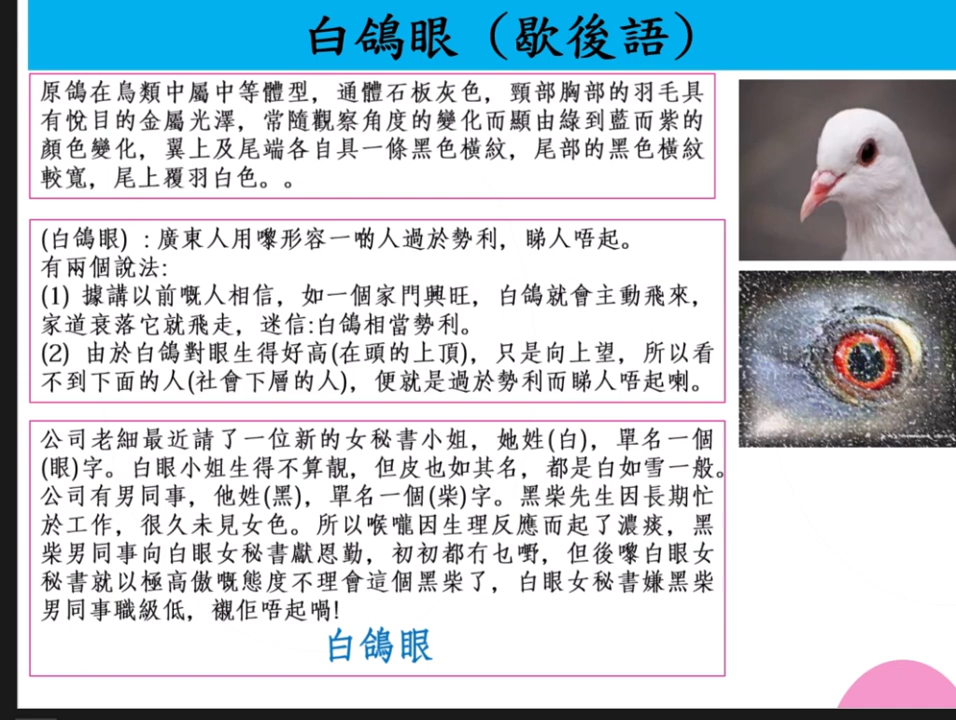 白鴿眼（歇後語）
原鴿在鳥類中屬中等體型，通體石板灰色，頸部胸部的羽毛具
有悅目的金屬光澤，常隨觀察角度的變化而顯由綠到藍而紫的
顏色變化，翼上及尾端各自具一條黑色橫紋，尾部的黑色橫紋
較寬，尾上覆羽白色。。
(白鴿眼）：廣東人用嚟形容一啲人過於勢利，睇人唔起。
有兩個說法:
(1) 據講以前嘅人相信，如一個家門興旺，白鴿就會主動飛來，
家道衰落它就飛走，迷信:白鴿相當勢利。
(2) 由於白鴿對眼生得好高(在頭的上頂)，只是向上望，所以看
不到下面的人(社會下層的人)，便就是過於勢利而睇人唔起喇。
公司老細最近請了一位新的女秘書小姐，她姓(白)，單名一個
(眼)字。白眼小姐生得不算靚，但皮也如其名，都是白如雪一般。
公司有男同事，他姓(黑)，單名一個(柴)字。黑柴先生因長期忙
於工作，很久未見女色。所以喉嚨因生理反應而起了濃痰，黑
柴男同事向白眼女秘書獻恩勤，初初都冇乜嘢，但後嚟白眼女
秘書就以極高傲嘅態度不理會這個黑柴了，白眼女秘書嫌黑柴
男同事職級低，襯佢唔起喎!
白鴿眼